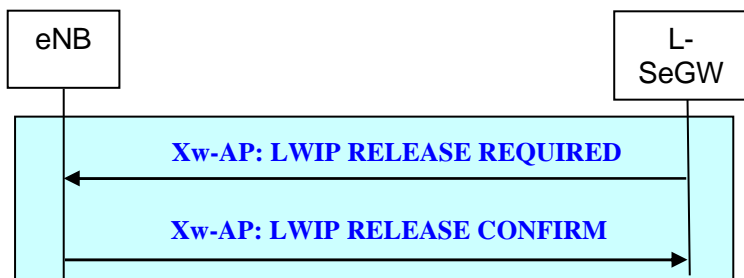 eNB
L-
SeGW
Xw-AP: LWIP RELEASE REQUIRED
Xw-AP: LWIP RELEASE CONFIRM